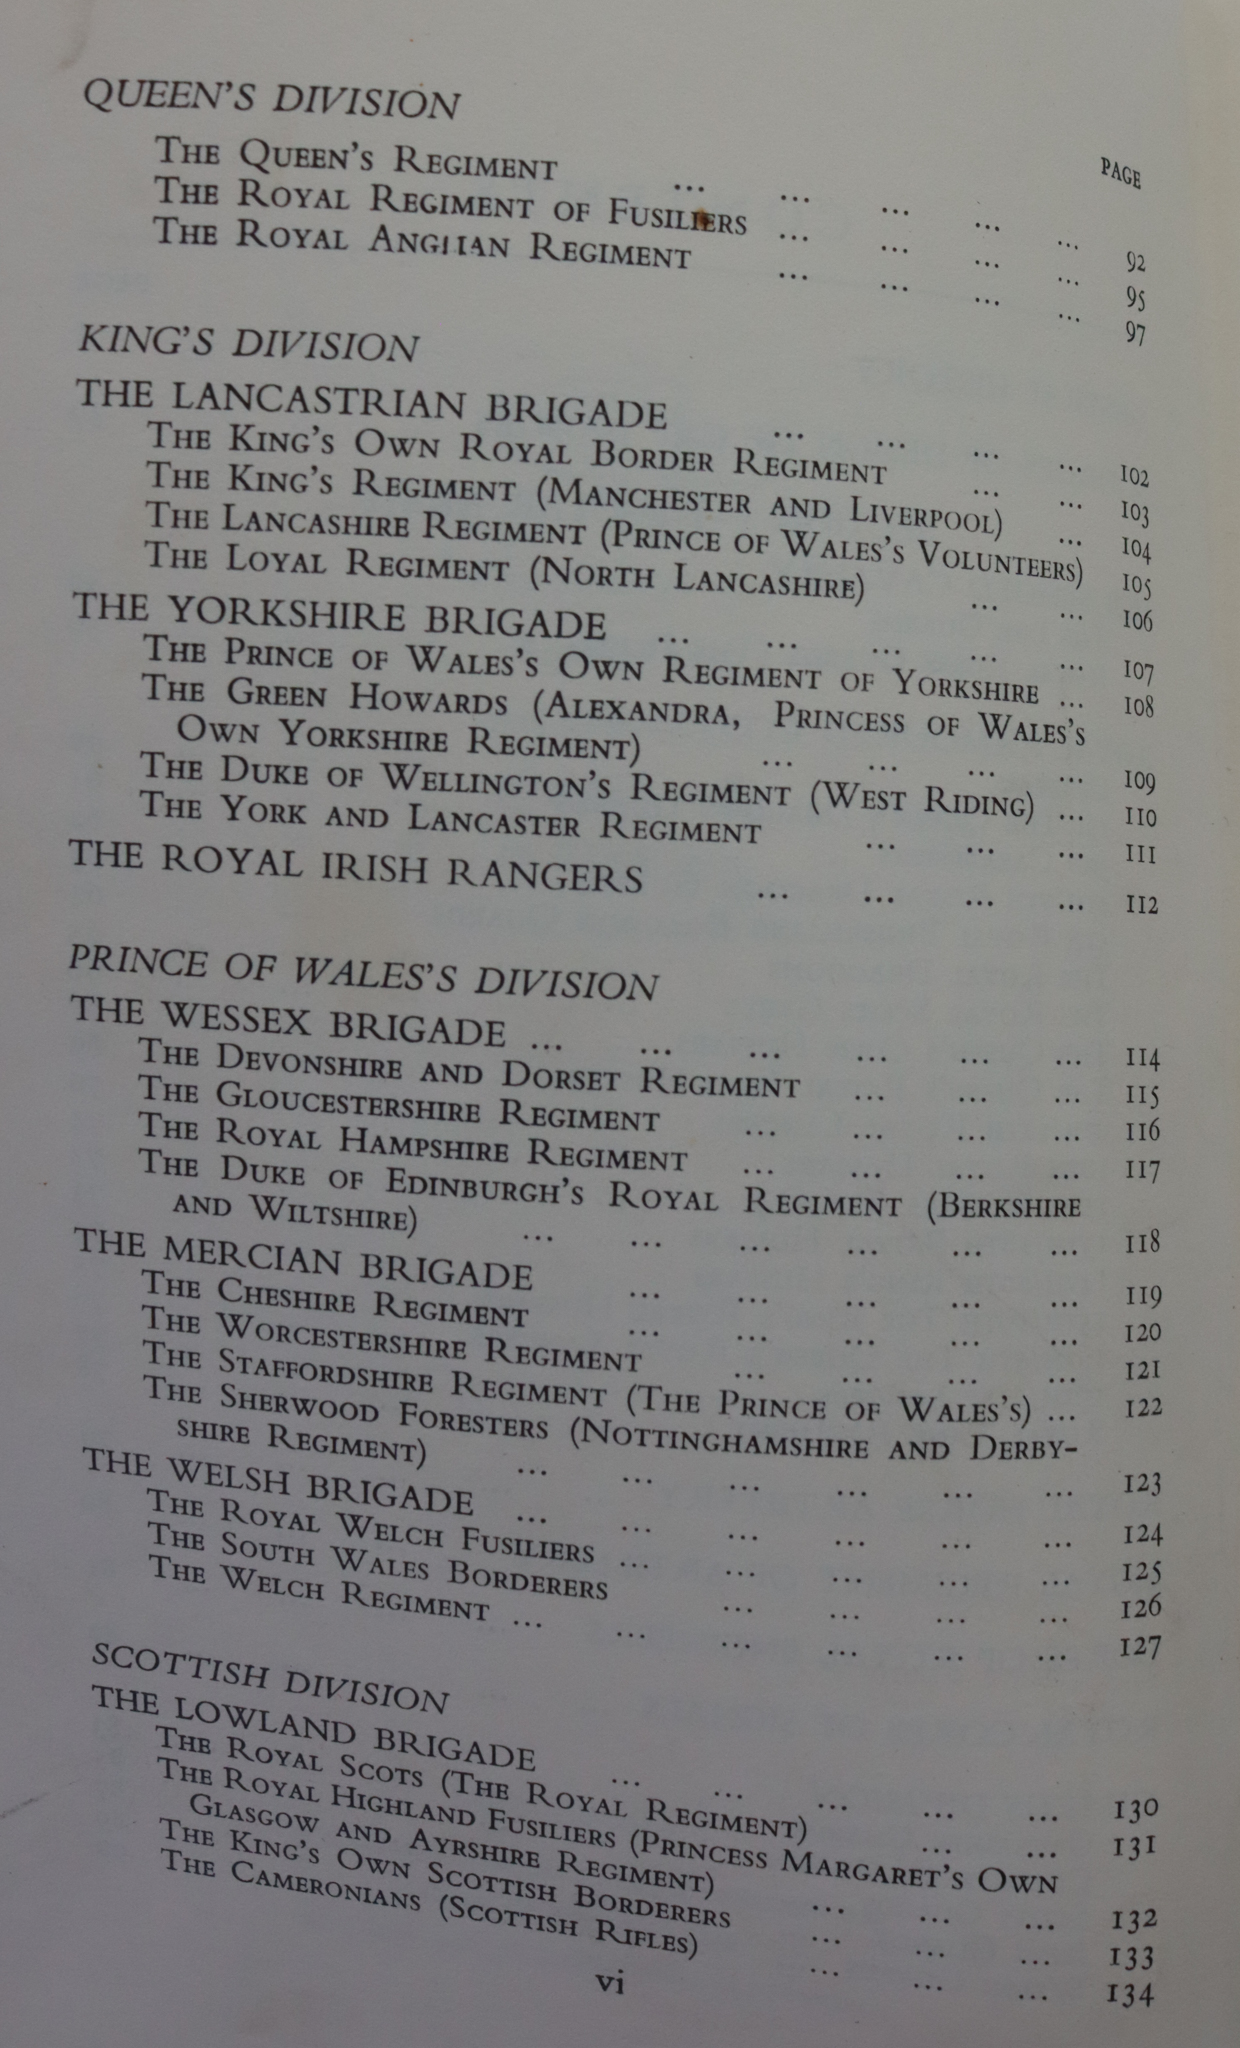 QUEEN'S DIVISION
PAGE
THE QUEEN'S REGIMENT ... ... ... ... ... 92
THE ROYAL REGIMENT OF FUSILIERS ... ... ... ... 95
THE ROYAL ANGLIAN REGIMENT ... ... ... ... 97
KING'S DIVISION
THE LANCASTRIAN BRIGADE ... ... ... ... 102
THE KING'S OWN ROYAL BORDER REGIMENT ... ... 103
THE KING'S REGIMENT (MANCHESTER AND LIVERPOOL) ... 104
THE LANCASHIRE REGIMENT (PRINCE OF WALES'S VOLUNTEERS) 105
THE LOYAL REGIMENT (NORTH LANCASHIRE) ... ... 106
THE YORKSHIRE BRIGADE ... ... ... ... ... 107
THE PRINCE OF WALES'S OWN REGIMENT OF YORKSHIRE ... 108
THE GREEN HOWARDS (ALEXANDRA, PRINCESS OF WALES'S
OWN YORKSHIRE REGIMENT) ... ... ... ... 109
THE DUKE OF WELLINGTON'S REGIMENT (WEST RIDING) ... 110
THE YORK AND LANCASTER REGIMENT ... ... ... 111
THE ROYAL IRISH RANGERS ... ... ... ... 112
PRINCE OF WALES'S DIVISION
THE WESSEX BRIGADE ... ... ... ... ... ... 114
THE DEVONSHIRE AND DORSET REGIMENT ... ... ... 115
THE GLOUCESTERSHIRE REGIMENT ... ... ... ... 116
THE ROYAL HAMPSHIRE REGIMENT ... ... ... ... 117
THE DUKE OF EDINBURGH'S ROYAL REGIMENT (BERKSHIRE
AND WILTSHIRE) ... ... ... ... ... ... 118
THE MERCIAN BRIGADE ... ... ... ... ... 119
THE CHESHIRE REGIMENT ... ... ... ... ... 120
THE WORCESTERSHIRE REGIMENT ... ... ... ... 121
THE STAFFORDSHIRE REGIMENT (THE PRINCE OF WALES'S) ... 122
THE SHERWOOD FORESTERS (NOTTINGHAMSHIRE AND DERBY-
SHIRE REGIMENT) ... ... ... ... ... ... 123
THE WELSH BRIGADE ... ... ... ... ... ... 124
THE ROYAL WELCH FUSILIERS ... ... ... ... ... 125
THE SOUTH WALES BORDERERS ... ... ... ... 126
THE WELCH REGIMENT ... ... ... ... ... ... 127
SCOTTISH DIVISION
THE LOWLAND BRIGADE ... ... ... ... ... 130
THE ROYAL SCOTS (THE ROYAL REGIMENT) ... ... 131
THE ROYAL HIGHLAND FUSILIERS (PRINCESS MARGARET'S OWN
GLASGOW AND AYRSHIRE REGIMENT) ... ... ... 132
THE KING'S OWN SCOTTISH BORDERERS ... ... ... 133
THE CAMERONIANS (SCOTTISH RIFLES) ... ... ... 134
vi